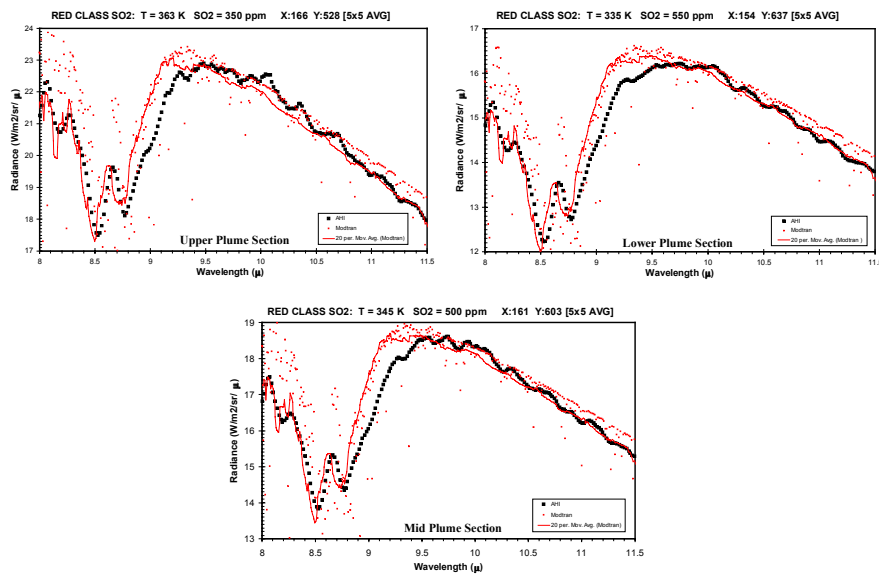 RED CLASS SO2: T = 363 K SO2 = 350 ppm X:166 Y:528 [5x5 AVG]
24
23
22
21
20
19
18
17
Radiance (W/m2/sr/ μ)
AHI
Modtran
20 per. Mov. Avg. (Modtran)
Upper Plume Section
8 8.5 9 9.5 10 10.5 11 11.5
Wavelength (μ)
RED CLASS SO2: T = 335 K SO2 = 550 ppm X:154 Y:637 [5x5 AVG]
17
16
15
14
13
12
Radiance (W/m2/sr/ μ)
AHI
Modtran
20 per. Mov. Avg. (Modtran )
Lower Plume Section
8 8.5 9 9.5 10 10.5 11 11.5
Wavelength (μ)
RED CLASS SO2: T = 345 K SO2 = 500 ppm X:161 Y:603 [5x5 AVG]
19
18
17
16
15
14
13
Radiance (W/m2/sr/ μ)
AHI
Modtran
20 per. Mov. Avg. (Modtran)
Mid Plume Section
8 8.5 9 9.5 10 10.5 11 11.5
Wavelength (μ)